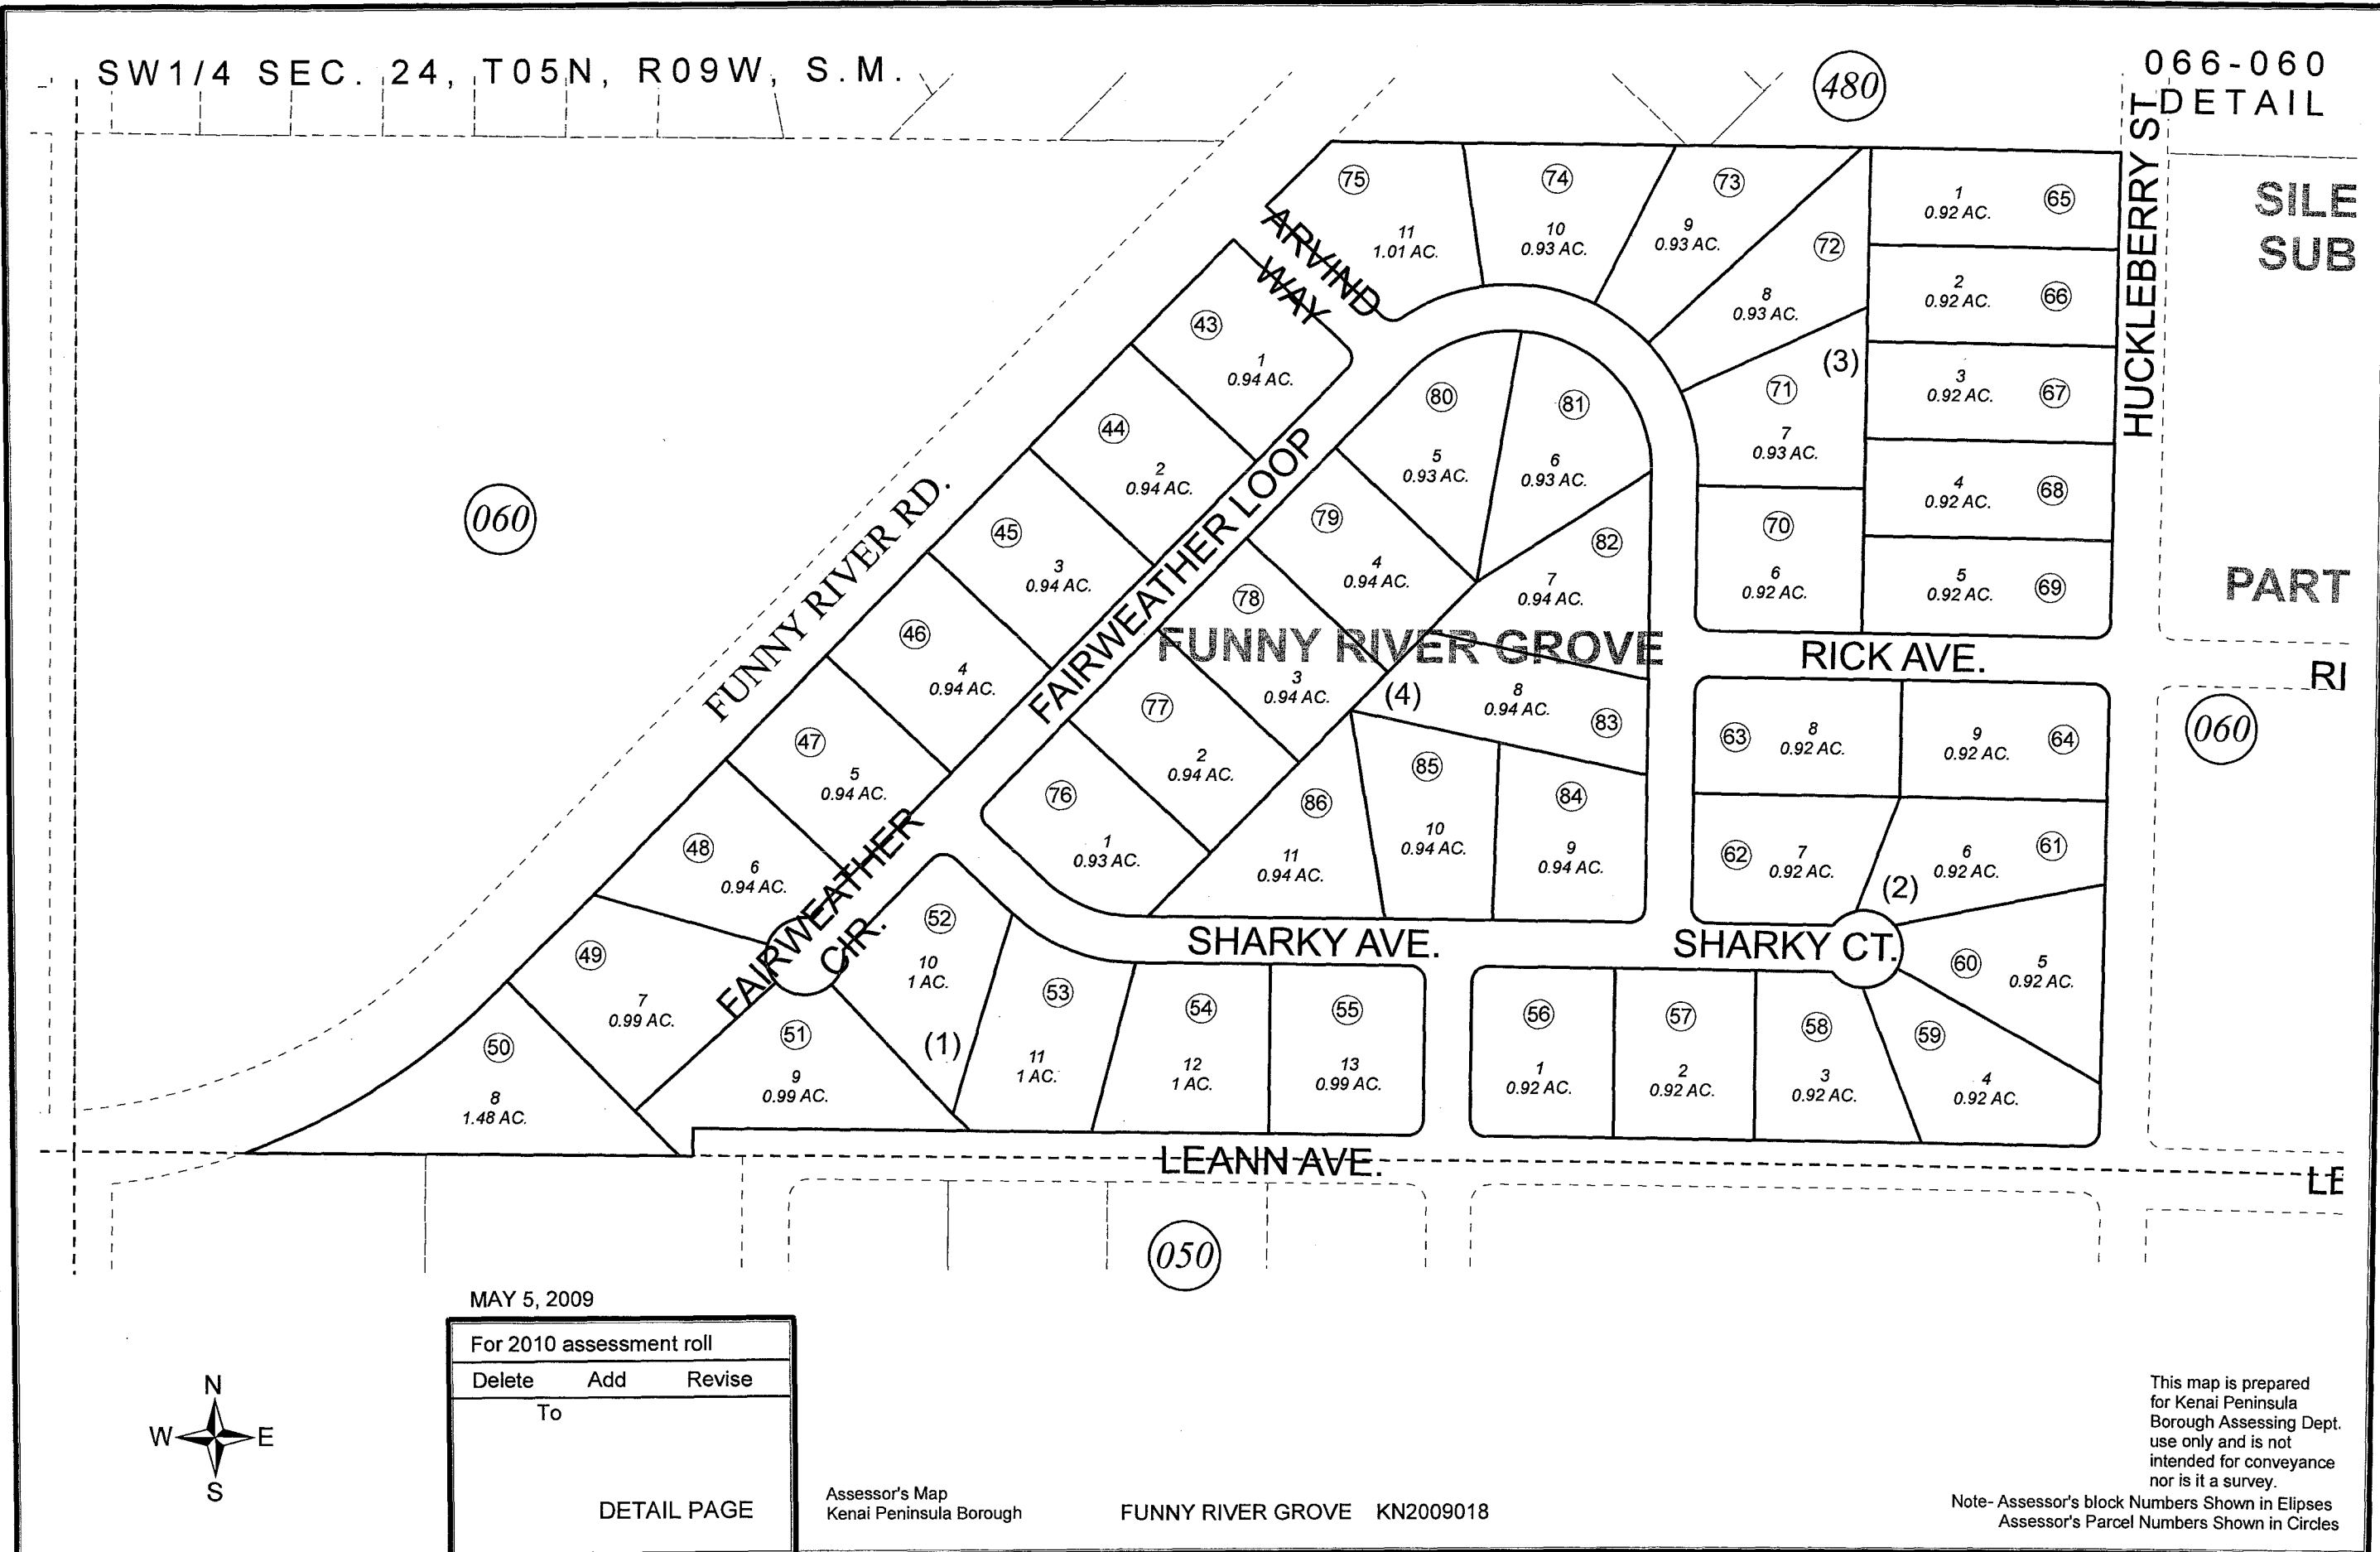 SW1/4 SEC. 24, T05N, R09W, S.M.
066-060
DETAIL
480
HUCKLEBERRY ST.
SILE
SUB
PART
75
11
1.01 AC.
74
10
0.93 AC.
73
9
0.93 AC.
72
8
0.93 AC.
(3)
71
7
0.93 AC.
70
6
0.92 AC.
1
0.92 AC.
65
2
0.92 AC.
66
3
0.92 AC.
67
4
0.92 AC.
68
5
0.92 AC.
69
ARVIND
WAY
43
1
0.94 AC.
44
2
0.94 AC.
45
3
0.94 AC.
46
4
0.94 AC.
47
5
0.94 AC.
48
6
0.94 AC.
49
7
0.99 AC.
50
8
1.48 AC.
060
FUNNY RIVER RD.
FAIRWEATHER LOOP
FUNNY RIVER GROVE
80
5
0.93 AC.
81
6
0.93 AC.
79
4
0.94 AC.
82
7
0.94 AC.
78
3
0.94 AC.
(4)
8
0.94 AC.
83
77
2
0.94 AC.
76
1
0.93 AC.
86
11
0.94 AC.
85
10
0.94 AC.
84
9
0.94 AC.
RICK AVE.
RI
060
63
8
0.92 AC.
9
0.92 AC.
64
62
7
0.92 AC.
6
0.92 AC.
61
(2)
60
5
0.92 AC.
FAIRWEATHER
CIR.
SHARKY AVE.
SHARKY CT.
51
9
0.99 AC.
52
10
1 AC.
(1)
53
11
1 AC.
54
12
1 AC.
55
13
0.99 AC.
56
1
0.92 AC.
57
2
0.92 AC.
58
3
0.92 AC.
59
4
0.92 AC.
LEANN AVE.
LE
050
MAY 5, 2009
For 2010 assessment roll
Delete Add Revise
To
DETAIL PAGE
N
W E
S
Assessor's Map
Kenai Peninsula Borough
FUNNY RIVER GROVE KN2009018
This map is prepared
for Kenai Peninsula
Borough Assessing Dept.
use only and is not
intended for conveyance
nor is it a survey.
Note- Assessor's block Numbers Shown in Elipses
Assessor's Parcel Numbers Shown in Circles